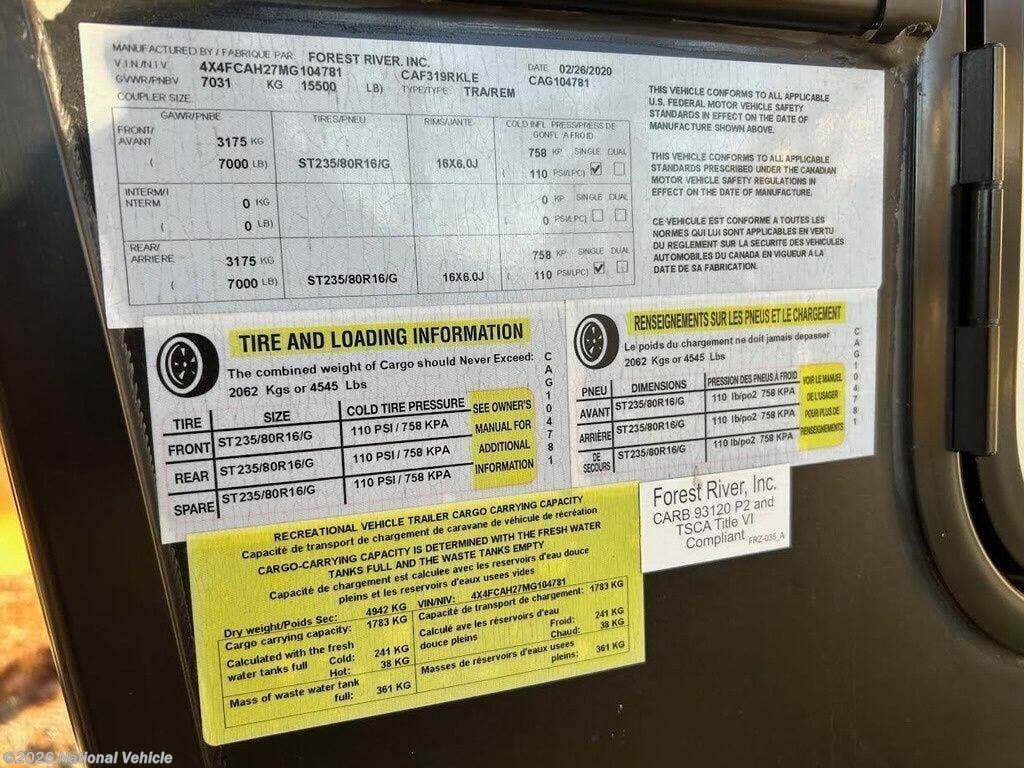 MANUFACTURED BY / FABRIQUE PAR FOREST RIVER, INC.
V.I.N./N.I.V 4X4FCAH27MG104781 CAF319RKLE DATE 02/26/2020
GVWR/PNBV 7031 KG 15500 LB) TYPE/TYPE TRA/REM CAG104781
COUPLER SIZE
GAWR/PNBE TIRES/PNEU RIMS/JANTE COLD INFL. PRESS/PRESS DE GONFL. A FROID
FRONT/ AVANT 3175 KG 758 KP SINGLE DUAL
( 7000 LB) ST235/80R16/G 16X6.0J ( 110 PSI/LPC)
INTERM/I NTERM 0 KG 0 KP SINGLE DUAL
( 0 LB) ( 0 PSI/LPC)
REAR/ ARRIERE 3175 KG 758 KP SINGLE DUAL
( 7000 LB) ST235/80R16/G 16X6.0J ( 110 PSI/LPC)
THIS VEHICLE CONFORMS TO ALL APPLICABLE
U.S. FEDERAL MOTOR VEHICLE SAFETY
STANDARDS IN EFFECT ON THE DATE OF
MANUFACTURE SHOWN ABOVE.
THIS VEHICLE CONFORMS TO ALL APPLICABLE
STANDARDS PRESCRIBED UNDER THE CANADIAN
MOTOR VEHICLE SAFETY REGULATIONS IN
EFFECT ON THE DATE OF MANUFACTURE.
CE VEHICULE EST CONFORME A TOUTES LES
NORMES QUI LUI SONT APPLICABLES EN VERTU
DU REGLEMENT SUR LA SECURITE DES VEHICULES
AUTOMOBILES DU CANADA EN VIGUEUR A LA
DATE DE SA FABRICATION.
TIRE AND LOADING INFORMATION
The combined weight of Cargo should Never Exceed:
2062 Kgs or 4545 Lbs
TIRE SIZE COLD TIRE PRESSURE
FRONT ST235/80R16/G 110 PSI / 758 KPA
REAR ST235/80R16/G 110 PSI / 758 KPA
SPARE ST235/80R16/G 110 PSI / 758 KPA
SEE OWNER'S
MANUAL FOR
ADDITIONAL
INFORMATION
CAG104781
RENSEIGNEMENTS SUR LES PNEUS ET LE CHARGEMENT
Le poids du chargement ne doit jamais depasser
2062 Kgs or 4545 Lbs
PNEU DIMENSIONS PRESSION DES PNEUS À FROID
AVANT ST235/80R16/G 110 lb/po2 758 KPA
ARRIÈRE ST235/80R16/G 110 lb/po2 758 KPA
DE SECOURS ST235/80R16/G 110 lb/po2 758 KPA
VOIR LE MANUEL
DE L'USAGER
POUR PLUS DE
RENSEIGNEMENTS
CAG104781
RECREATIONAL VEHICLE TRAILER CARGO CARRYING CAPACITY
Capacité de transport de chargement de caravane de véhicule de récréation
CARGO-CARRYING CAPACITY IS DETERMINED WITH THE FRESH WATER
TANKS FULL AND THE WASTE TANKS EMPTY
Capacité de chargement est calculee avec les reservoirs d'eau douce
pleins et les reservoirs d'eaux usees vides
Dry weight/Poids Sec: 4942 KG VIN/NIV: 4X4FCAH27MG104781
Cargo carrying capacity: 1783 KG
Calculated with the fresh
water tanks full Cold: 241 KG
Hot: 38 KG
Mass of waste water tank
full: 361 KG
Capacité de transport de chargement: 1783 KG
Calculé ave les réservoirs d'eau
douce pleins Froid: 241 KG
Chaud: 38 KG
Masses de réservoirs d'eaux usees
pleins: 361 KG
Forest River, Inc.
CARB 93120 P2 and
TSCA Title VI
Compliant FRZ-035_A
©2026 National Vehicle